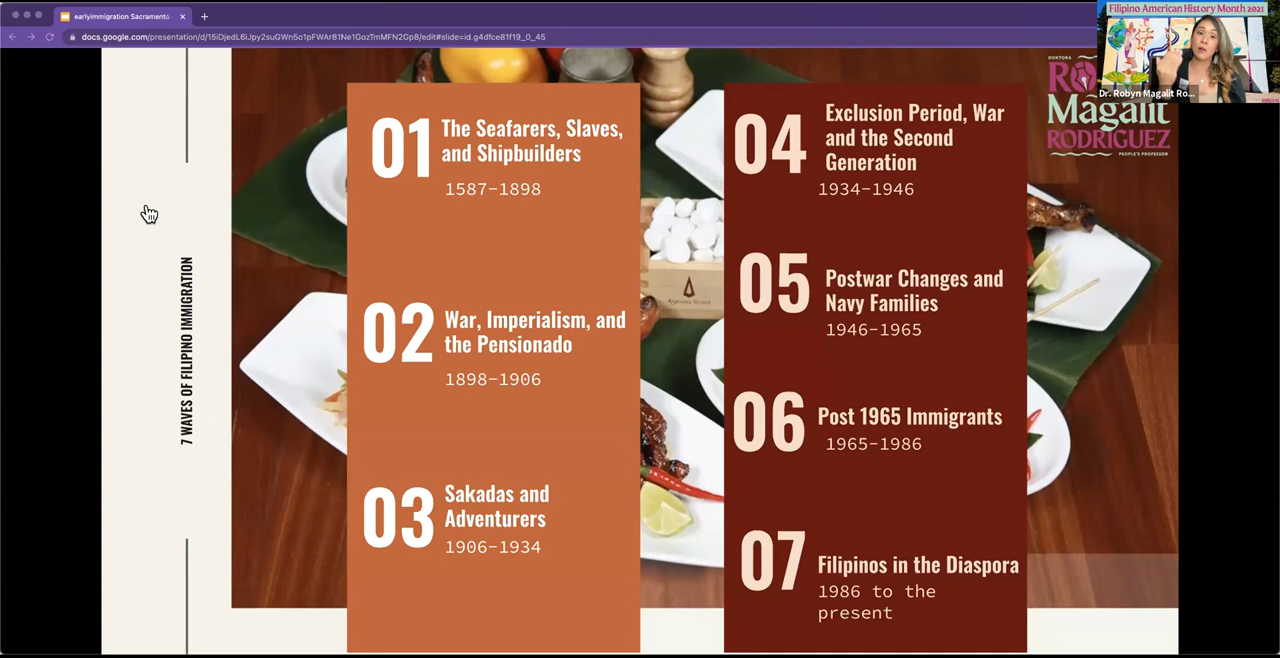 earlyimmigration Sacramento
docs.google.com/presentation/d/15iDjedL6iJpy2suGWn5o1pFWAr81Ne1GozTmMFN2Gp8/edit#slide=id.g4dfce81f19_0_45
Filipino American History Month 2021
Dr. Robyn Magalit Ro...
DOKTORA
Magalit
RODRIGUEZ
PEOPLE'S PROFESSOR
7 WAVES OF FILIPINO IMMIGRATION
01
The Seafarers, Slaves,
and Shipbuilders
1587-1898
02
War, Imperialism, and
the Pensionado
1898-1906
03
Sakadas and
Adventurers
1906-1934
04
Exclusion Period, War
and the Second
Generation
1934-1946
05
Postwar Changes and
Navy Families
1946-1965
06
Post 1965 Immigrants
1965-1986
07
Filipinos in the Diaspora
1986 to the
present